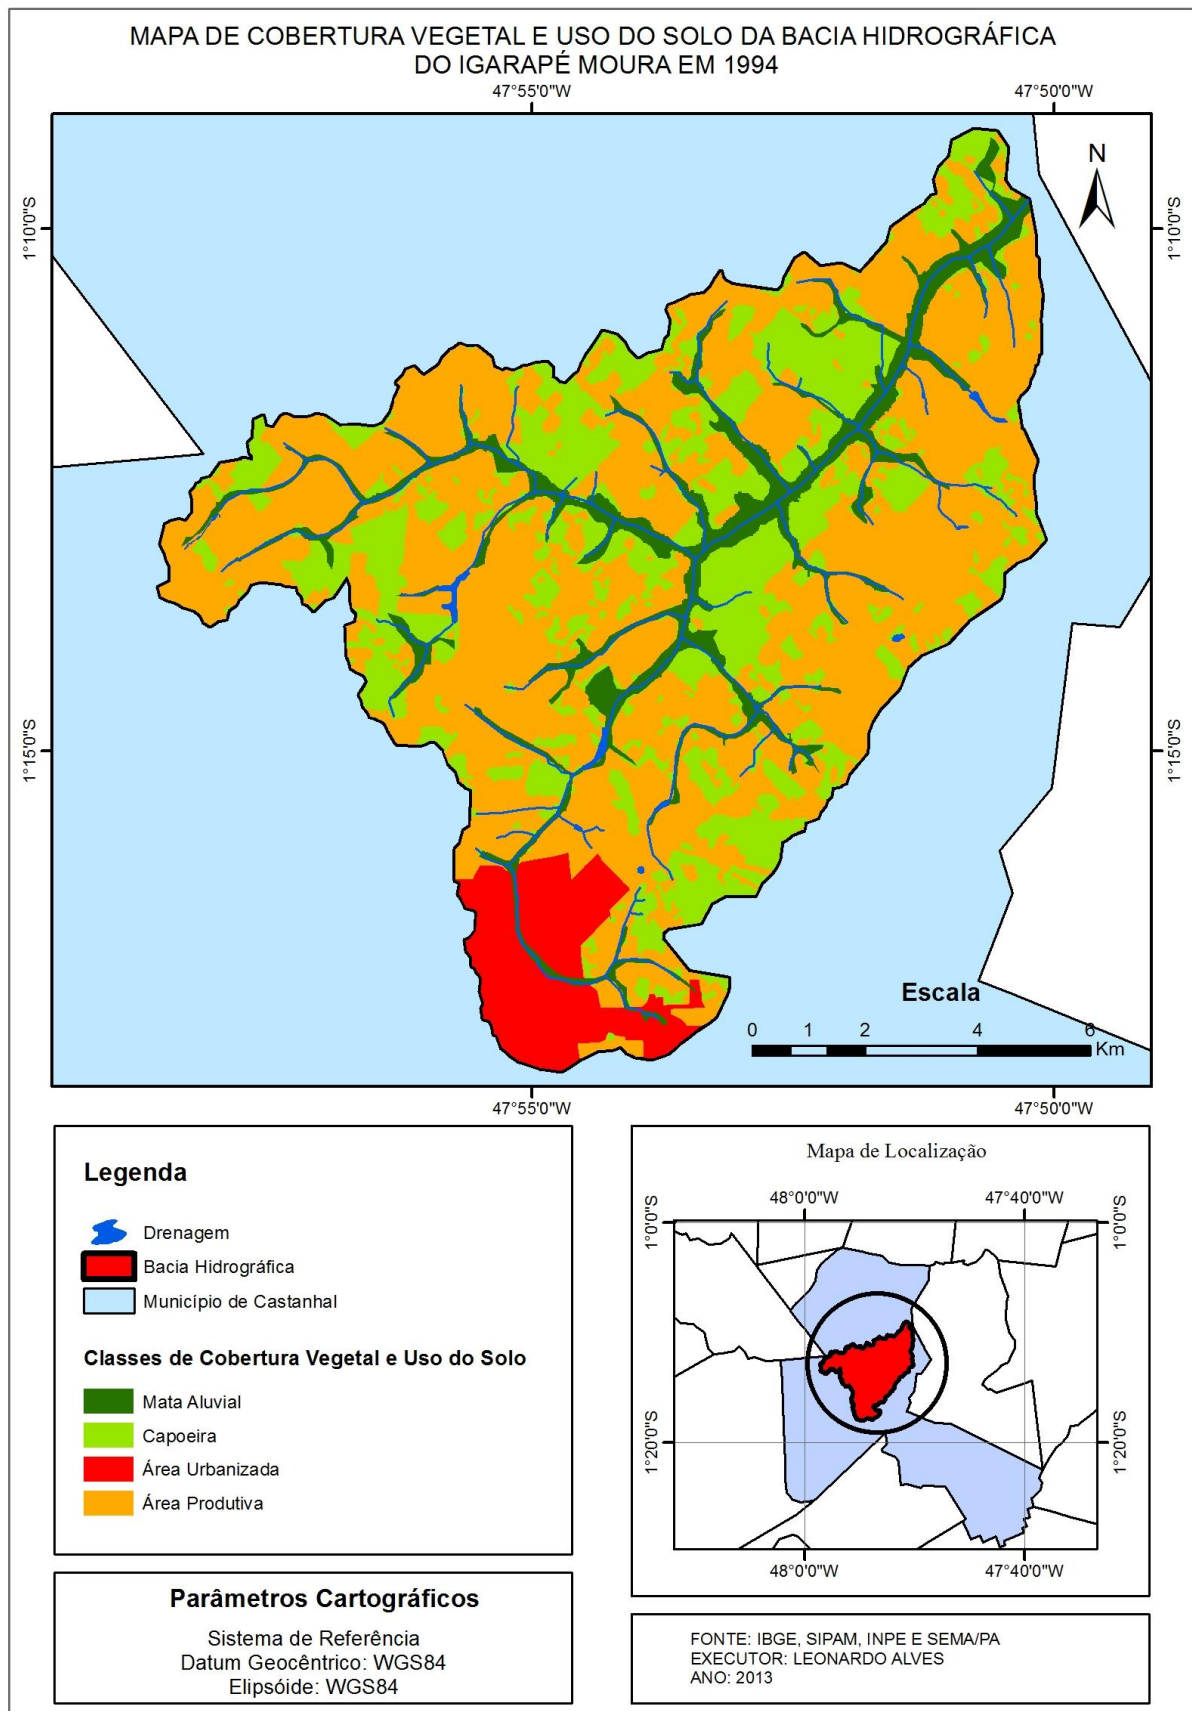 MAPA DE COBERTURA VEGETAL E USO DO SOLO DA BACIA HIDROGRÁFICA
DO IGARAPÉ MOURA EM 1994
47°55'0"W
47°50'0"W
1°10'0"S
1°10'0"S
N
1°15'0"S
1°15'0"S
Escala
0 1 2 4 6
Km
47°55'0"W
47°50'0"W
Legenda
Drenagem
Bacia Hidrográfica
Município de Castanhal
Classes de Cobertura Vegetal e Uso do Solo
Mata Aluvial
Capoeira
Área Urbanizada
Área Produtiva
Mapa de Localização
48°0'0"W
47°40'0"W
1°0'0"S
1°0'0"S
1°20'0"S
1°20'0"S
48°0'0"W
47°40'0"W
Parâmetros Cartográficos
Sistema de Referência
Datum Geocêntrico: WGS84
Elipsóide: WGS84
FONTE: IBGE, SIPAM, INPE E SEMA/PA
EXECUTOR: LEONARDO ALVES
ANO: 2013